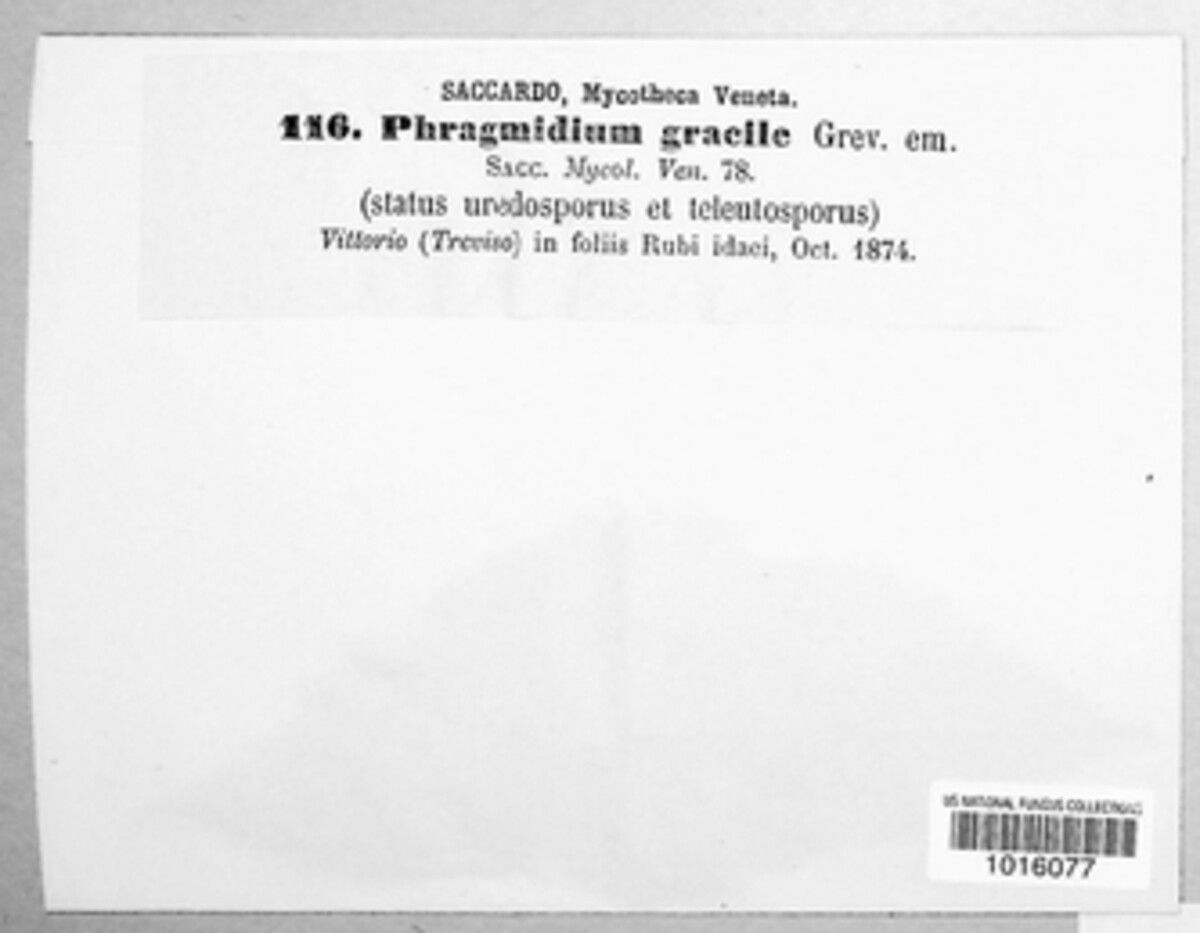 SACCARDO, Mycotheca Veneta.
116. Phragmidium gracile Grev. em.
SACC. Mycol. Ven. 78.
(status uredosporus et teleutosporus)
Vittorio (Treviso) in foliis Rubi idaei, Oct. 1874.
US NATIONAL FUNGUS COLLECTIONS
1016077